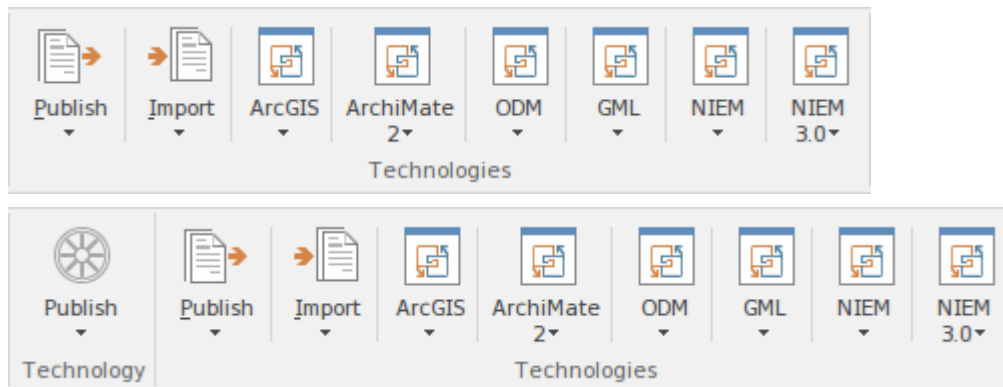 Publish Import ArcGIS ArchiMate ODM GML NIEM NIEM
2 3.0
Technologies
Publish Publish Import ArcGIS ArchiMate ODM GML NIEM NIEM
2 3.0
Technology Technologies